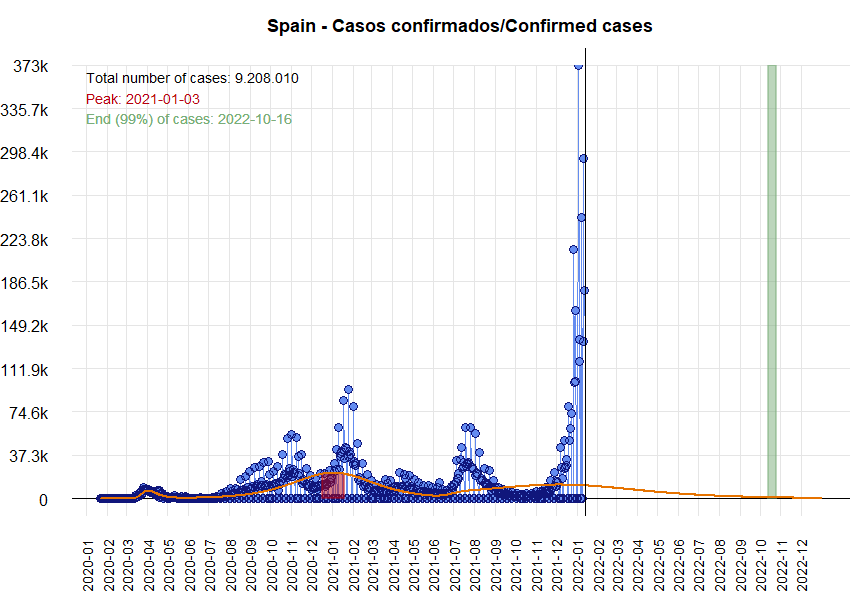 Spain - Casos confirmados/Confirmed cases
373k
335.7k
298.4k
261.1k
223.8k
186.5k
149.2k
111.9k
74.6k
37.3k
0
Total number of cases: 9.208.010
Peak: 2021-01-03
End (99%) of cases: 2022-10-16
2020-01
2020-02
2020-03
2020-04
2020-05
2020-06
2020-07
2020-08
2020-09
2020-10
2020-11
2020-12
2021-01
2021-02
2021-03
2021-04
2021-05
2021-06
2021-07
2021-08
2021-09
2021-10
2021-11
2021-12
2022-01
2022-02
2022-03
2022-04
2022-05
2022-06
2022-07
2022-08
2022-09
2022-10
2022-11
2022-12